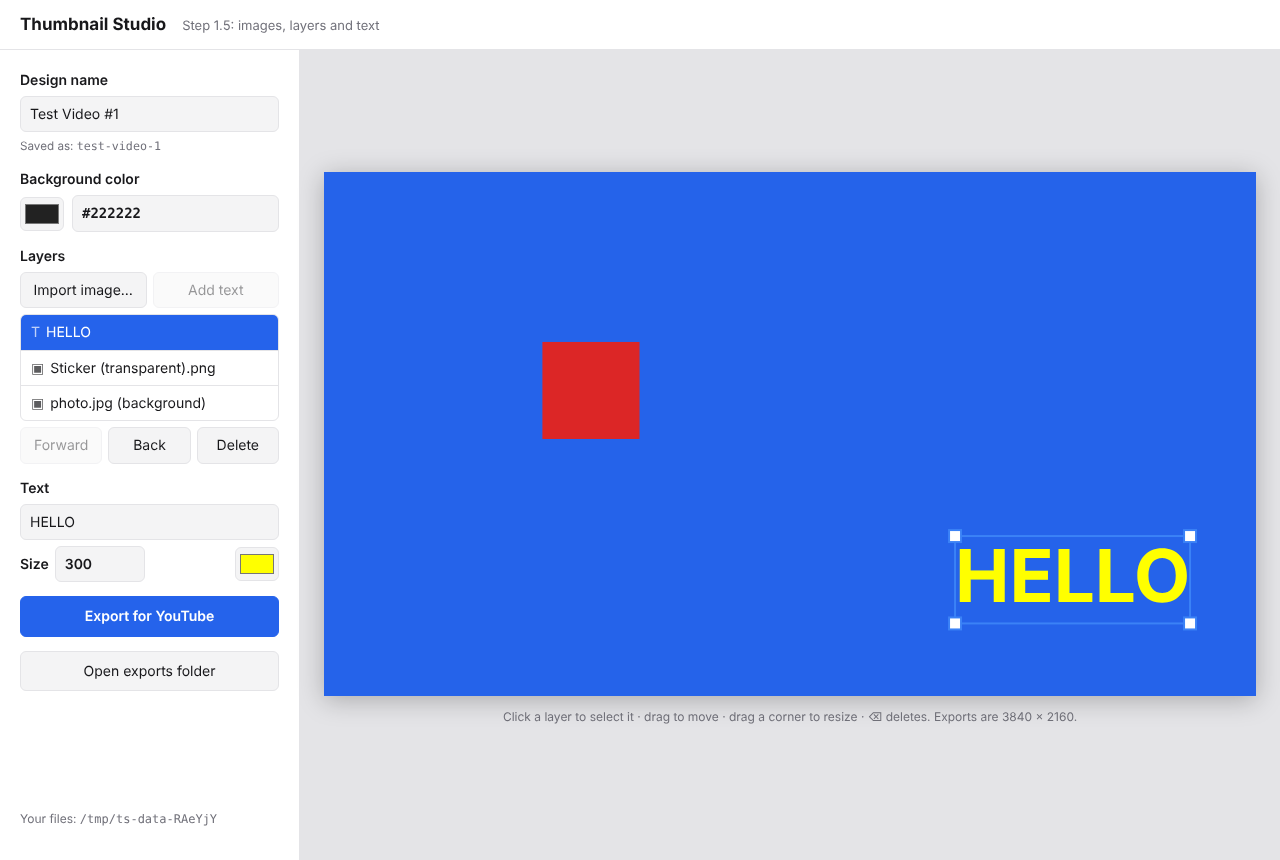 Thumbnail Studio Step 1.5: images, layers and text
Design name
Test Video #1
Saved as: test-video-1
Background color
#222222
Layers
Import image... Add text
T HELLO
Sticker (transparent).png
photo.jpg (background)
Forward Back Delete
Text
HELLO
Size 300
Export for YouTube
Open exports folder
Your files: /tmp/ts-data-RAeYjY
HELLO
Click a layer to select it · drag to move · drag a corner to resize · ⌫ deletes. Exports are 3840 × 2160.